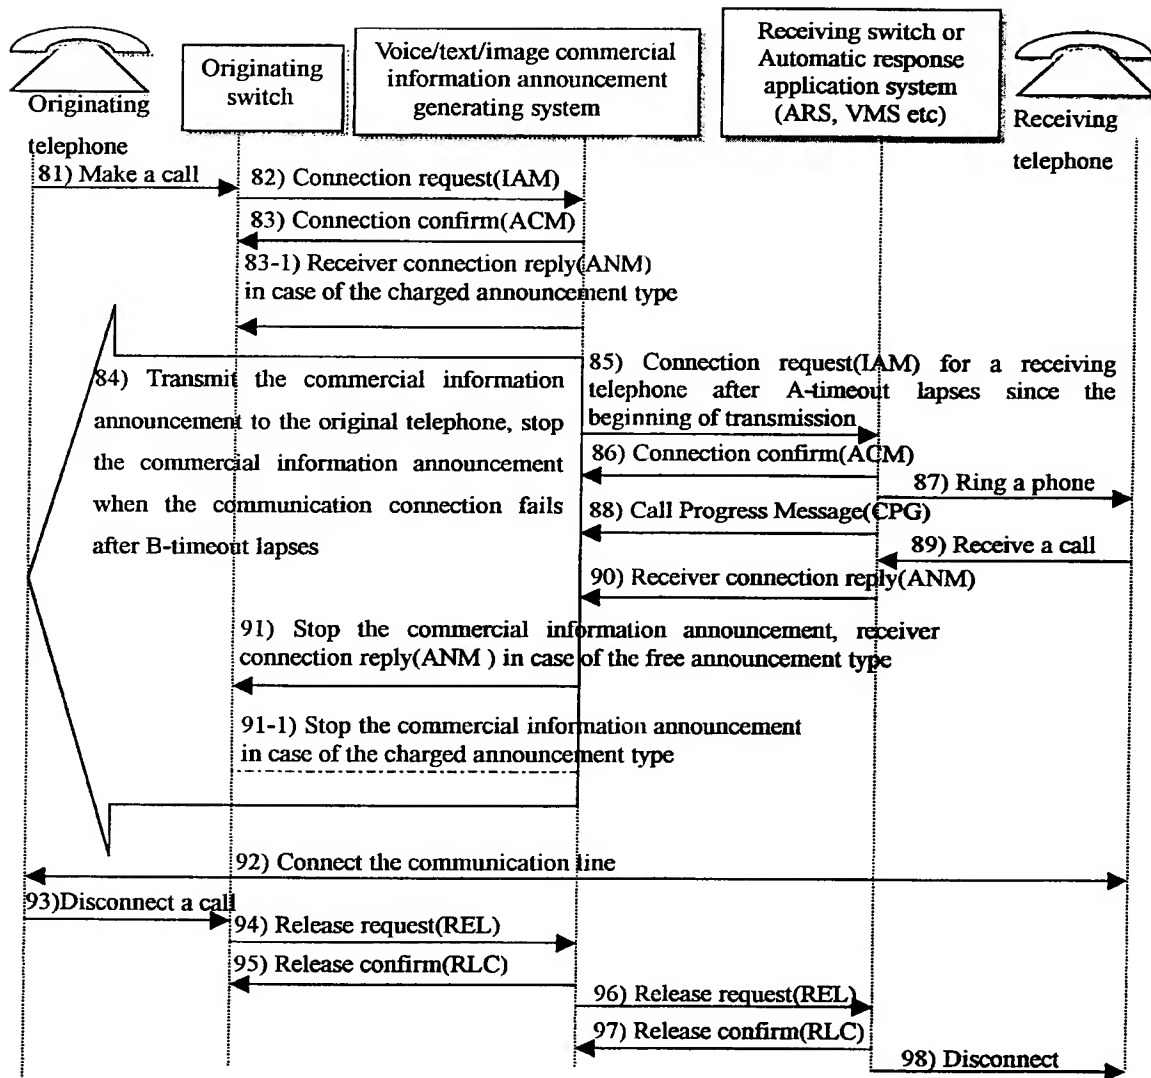 Originating
telephone
Originating
switch
Voice/text/image commercial
information announcement
generating system
Receiving switch or
Automatic response
application system
(ARS, VMS etc)
Receiving
telephone
81) Make a call
82) Connection request(IAM)
83) Connection confirm(ACM)
83-1) Receiver connection reply(ANM)
in case of the charged announcement type
84) Transmit the commercial information
announcement to the original telephone, stop
the commercial information announcement
when the communication connection fails
after B-timeout lapses
85) Connection request(IAM) for a receiving
telephone after A-timeout lapses since the
beginning of transmission
86) Connection confirm(ACM)
87) Ring a phone
88) Call Progress Message(CPG)
89) Receive a call
90) Receiver connection reply(ANM)
91) Stop the commercial information announcement, receiver
connection reply(ANM ) in case of the free announcement type
91-1) Stop the commercial information announcement
in case of the charged announcement type
92) Connect the communication line
93)Disconnect a call
94) Release request(REL)
95) Release confirm(RLC)
96) Release request(REL)
97) Release confirm(RLC)
98) Disconnect